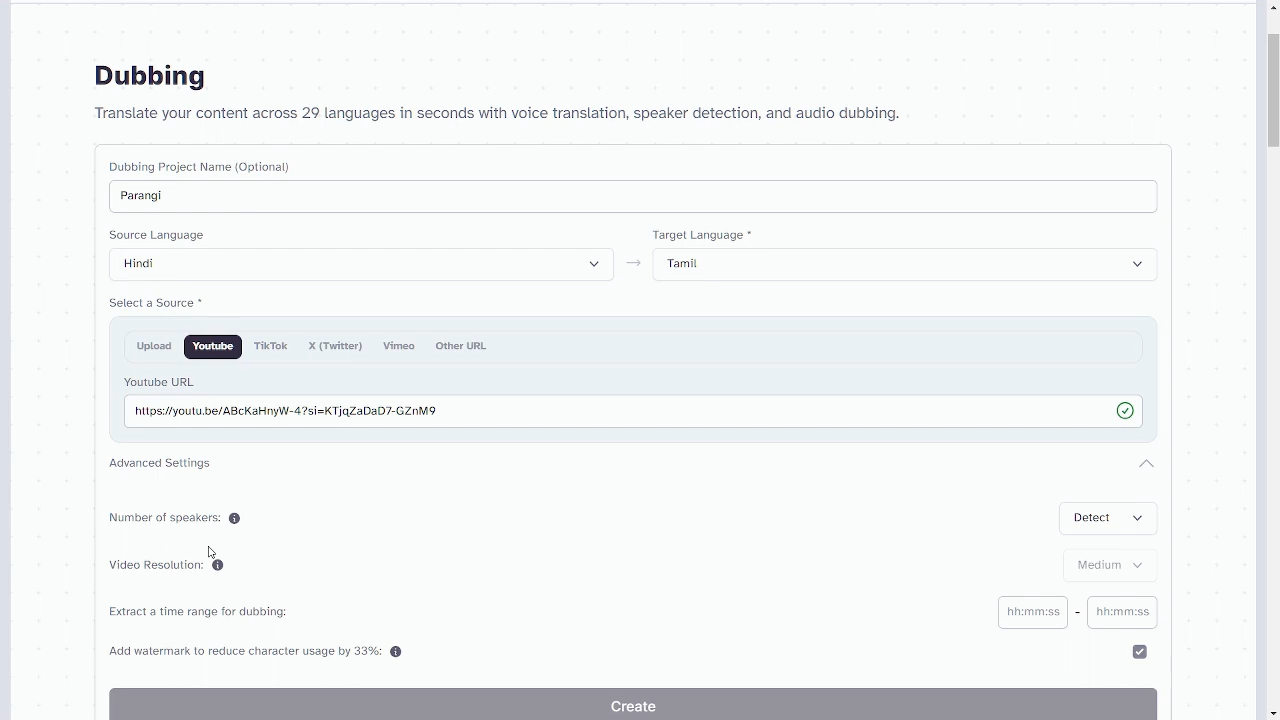 Dubbing
Translate your content across 29 languages in seconds with voice translation, speaker detection, and audio dubbing.
Dubbing Project Name (Optional)
Parangi
Source Language
Target Language *
Hindi
Tamil
Select a Source *
Upload Youtube TikTok X (Twitter) Vimeo Other URL
Youtube URL
https://youtu.be/ABcKaHnyW-4?si=KTjqZaDaD7-GZnM9
Advanced Settings
Number of speakers:
Detect
Video Resolution:
Medium
Extract a time range for dubbing:
hh:mm:ss - hh:mm:ss
Add watermark to reduce character usage by 33%:
Create